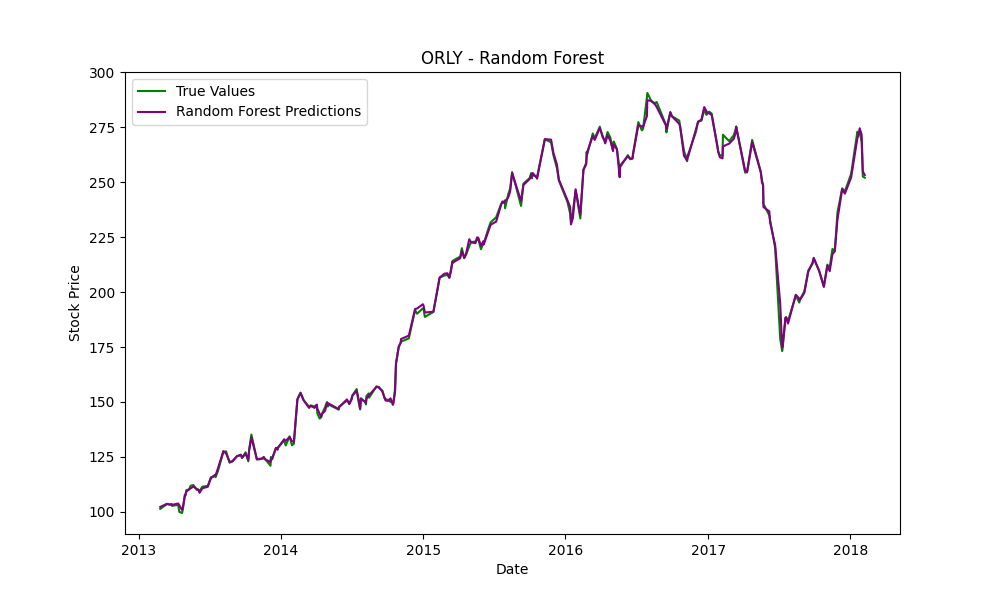 ORLY - Random Forest
True Values
Random Forest Predictions
300
275
250
225
200
175
150
125
100
Stock Price
2013 2014 2015 2016 2017 2018
Date